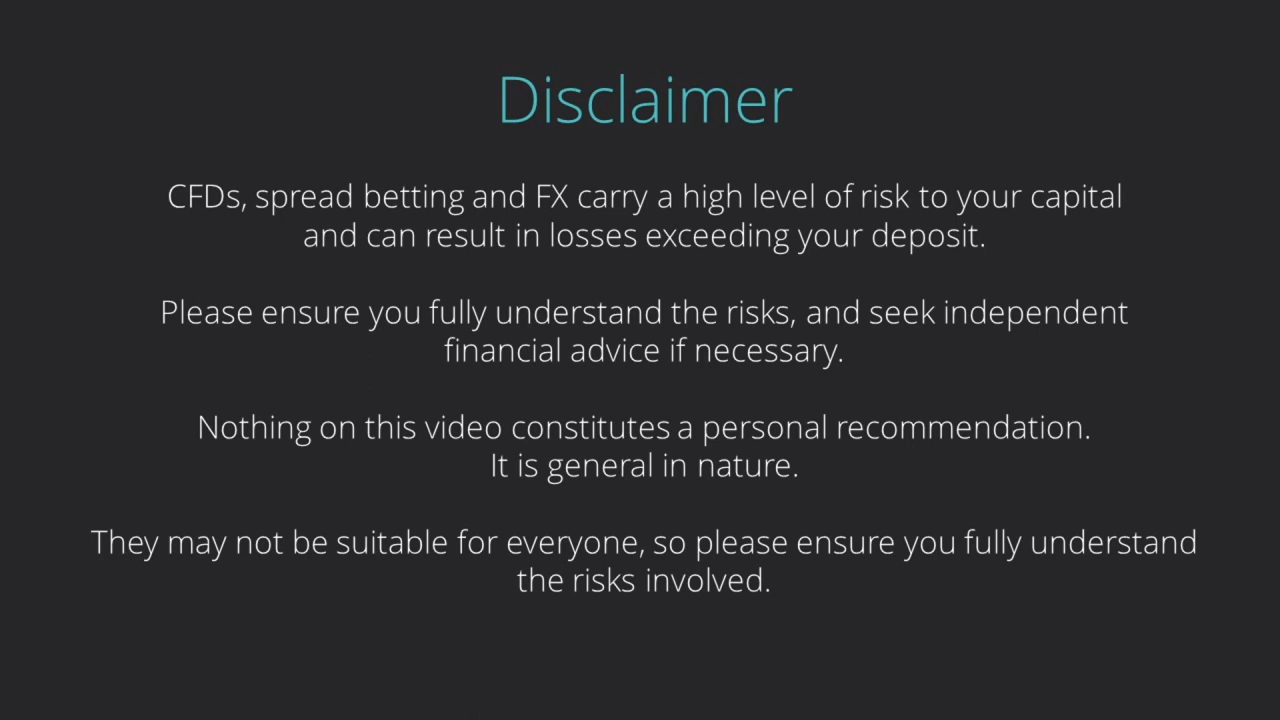 Disclaimer
CFDs, spread betting and FX carry a high level of risk to your capital
and can result in losses exceeding your deposit.
Please ensure you fully understand the risks, and seek independent
financial advice if necessary.
Nothing on this video constitutes a personal recommendation.
It is general in nature.
They may not be suitable for everyone, so please ensure you fully understand
the risks involved.